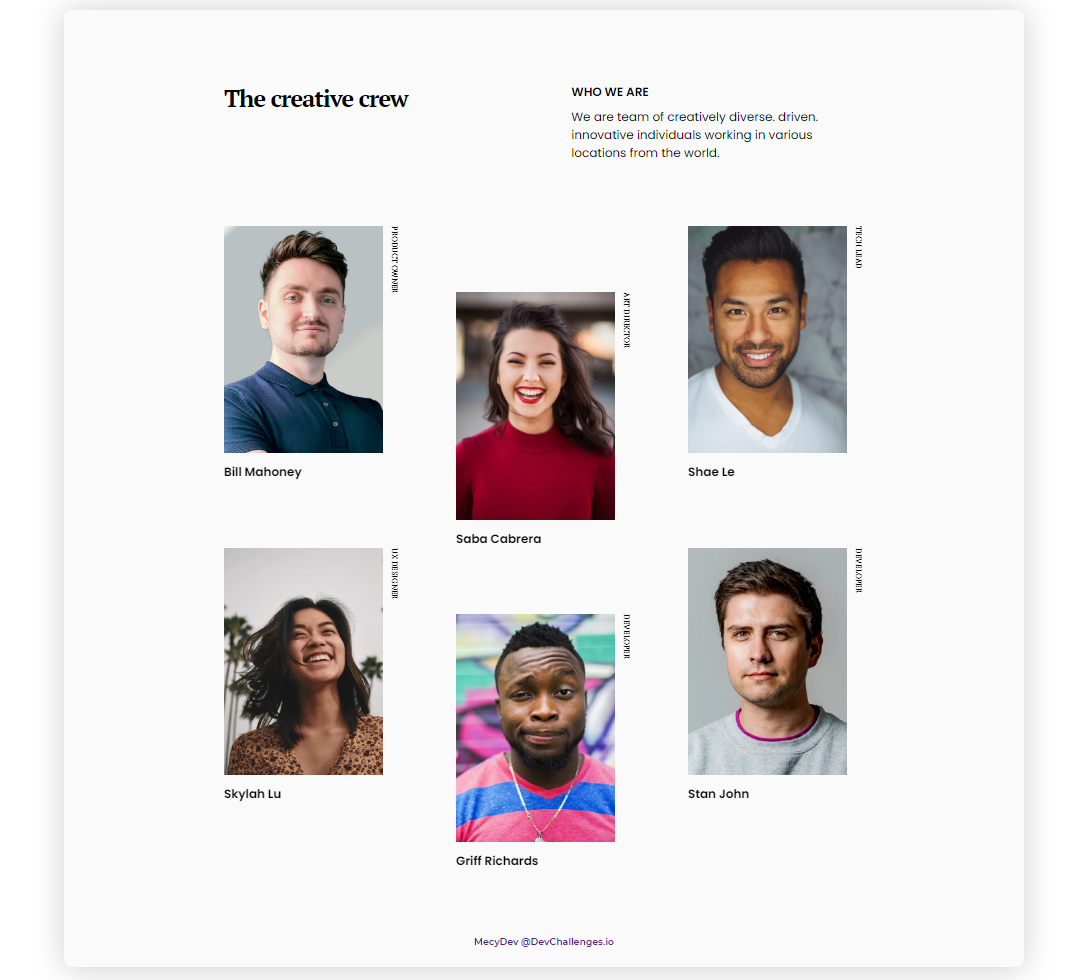 The creative crew
WHO WE ARE
We are team of creatively diverse. driven.
innovative individuals working in various
locations from the world.
PRODUCT OWNER
Bill Mahoney
ART DIRECTOR
Saba Cabrera
TECH LEAD
Shae Le
UX DESIGNER
Skylah Lu
DEVELOPER
Griff Richards
DEVELOPER
Stan John
MecyDev @DevChallenges.io